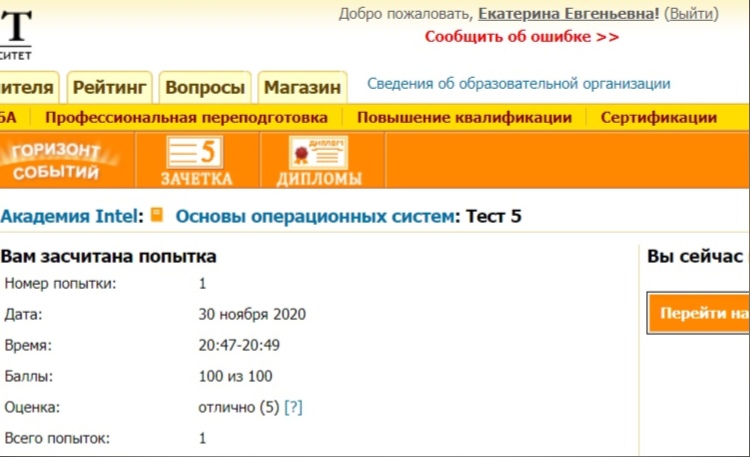 Добро пожаловать, Екатерина Евгеньевна! (Выйти)
Т
СИТЕТ
Сообщить об ошибке >>
ителя Рейтинг Вопросы Магазин Сведения об образовательной организации
БА Профессиональная переподготовка Повышение квалификации Сертификации
ГОРИЗОНТ СОБЫТИЙ
5 ЗАЧЕТКА
ДИПЛОМ ДИПЛОМЫ
Академия Intel: Основы операционных систем: Тест 5
Вам засчитана попытка
Номер попытки: 1
Дата: 30 ноября 2020
Время: 20:47-20:49
Баллы: 100 из 100
Оценка: отлично (5) [?]
Всего попыток: 1
Вы сейчас
Перейти на